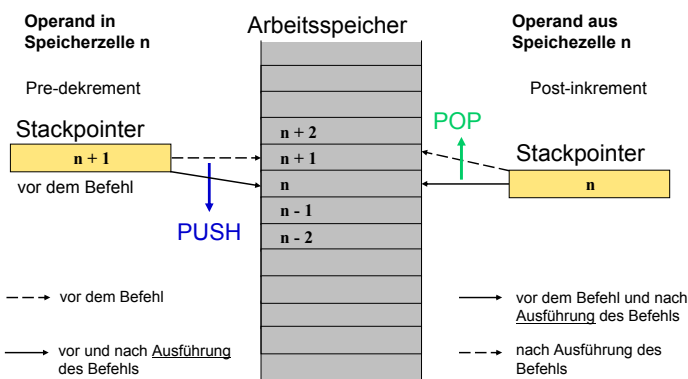 Operand in
Speicherzelle n
Arbeitsspeicher
Operand aus
Speichezelle n
Pre-dekrement
Post-inkrement
Stackpointer
n + 1
vor dem Befehl
PUSH
n + 2
n + 1
n
n - 1
n - 2
POP
Stackpointer
n
vor dem Befehl
vor und nach Ausführung
des Befehls
vor dem Befehl und nach
Ausführung des Befehls
nach Ausführung des
Befehls